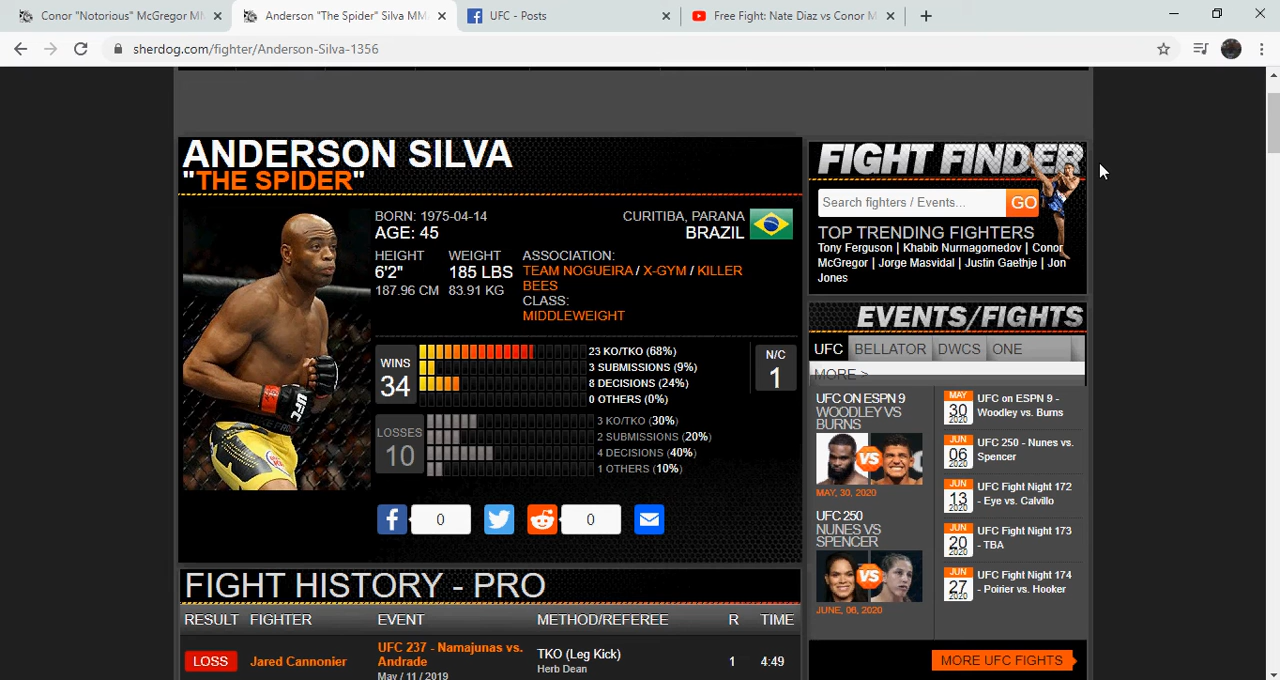 Conor "Notorious" McGregor MM
Anderson "The Spider" Silva MMA
UFC - Posts
Free Fight: Nate Diaz vs Conor M
sherdog.com/fighter/Anderson-Silva-1356
ANDERSON SILVA
"THE SPIDER"
BORN: 1975-04-14
AGE: 45
CURITIBA, PARANA
BRAZIL
HEIGHT
6'2"
187.96 CM
WEIGHT
185 LBS
83.91 KG
ASSOCIATION:
TEAM NOGUEIRA / X-GYM / KILLER
BEES
CLASS:
MIDDLEWEIGHT
WINS
34
23 KO/TKO (68%)
3 SUBMISSIONS (9%)
8 DECISIONS (24%)
0 OTHERS (0%)
N/C
1
LOSSES
10
3 KO/TKO (30%)
2 SUBMISSIONS (20%)
4 DECISIONS (40%)
1 OTHERS (10%)
0
0
FIGHT HISTORY - PRO
RESULT FIGHTER EVENT METHOD/REFEREE R TIME
LOSS Jared Cannonier
UFC 237 - Namajunas vs.
Andrade
May / 11 / 2019
TKO (Leg Kick)
Herb Dean
1 4:49
FIGHT FINDER
Search fighters / Events...
GO
TOP TRENDING FIGHTERS
Tony Ferguson | Khabib Nurmagomedov | Conor
McGregor | Jorge Masvidal | Justin Gaethje | Jon
Jones
EVENTS/FIGHTS
UFC BELLATOR DWCS ONE
MORE >
UFC ON ESPN 9
WOODLEY VS
BURNS
VS
MAY, 30, 2020
UFC 250
NUNES VS
SPENCER
VS
JUNE, 06, 2020
MAY
30
2020
UFC on ESPN 9 -
Woodley vs. Burns
JUN
06
2020
UFC 250 - Nunes vs.
Spencer
JUN
13
2020
UFC Fight Night 172
- Eye vs. Calvillo
JUN
20
2020
UFC Fight Night 173
- TBA
JUN
27
2020
UFC Fight Night 174
- Poirier vs. Hooker
MORE UFC FIGHTS